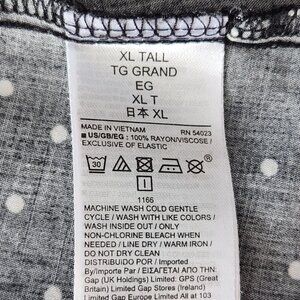 XL TALL
TG GRAND
EG
XL T
日本 XL
MADE IN VIETNAM RN 54023
■ US/GB/EG : 100% RAYON/VISCOSE /
EXCLUSIVE OF ELASTIC
30
I
1166
MACHINE WASH COLD GENTLE
CYCLE / WASH WITH LIKE COLORS /
WASH INSIDE OUT / ONLY
NON-CHLORINE BLEACH WHEN
NEEDED / LINE DRY / WARM IRON /
DO NOT DRY CLEAN
DISTRIBUIDO POR / Imported
By/Importe Par / ΕΙΣΑΓΕΤΑΙ ΑΠΟ ΤΗΝ
Gap (UK Holdings) Limited: GPS (Great
Britain) Limited Gap Stores (Ireland)
Limited Gap Europe Limited All at 103